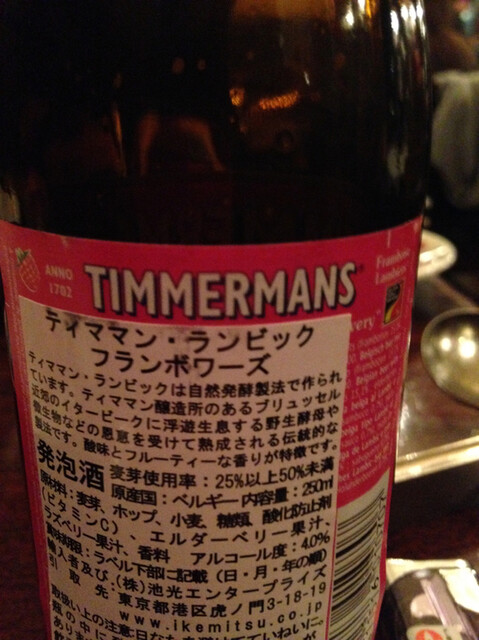 ANNO
1702
TIMMERMANS
Framboise
Lambicus
ティママン・ランビック
フランボワーズ
ティママン・ランビックは自然発酵製法で作られ
ています。ティママン醸造所のあるブリュッセル
近郊のイタービークに浮遊生息する野生酵母や
微生物などの恩恵を受けて熟成される伝統的な
製法です。酸味とフルーティーな香りが特徴です。
発泡酒 麦芽使用率：25%以上50%未満
原産国：ベルギー 内容量：250ml
原材料：麦芽、ホップ、小麦、糖類、酸化防止剤
(ビタミンC)、エルダーベリー果汁、
ラズベリー果汁、香料 アルコール度：4.0%
賞味期限：ラベル下部に記載（日・月・年の順）
輸入者及び、(株)池光エンタープライズ
引取先：東京都港区虎ノ門3-18-19
www.ikemitsu.co.jp
取扱い上の注意:日なた